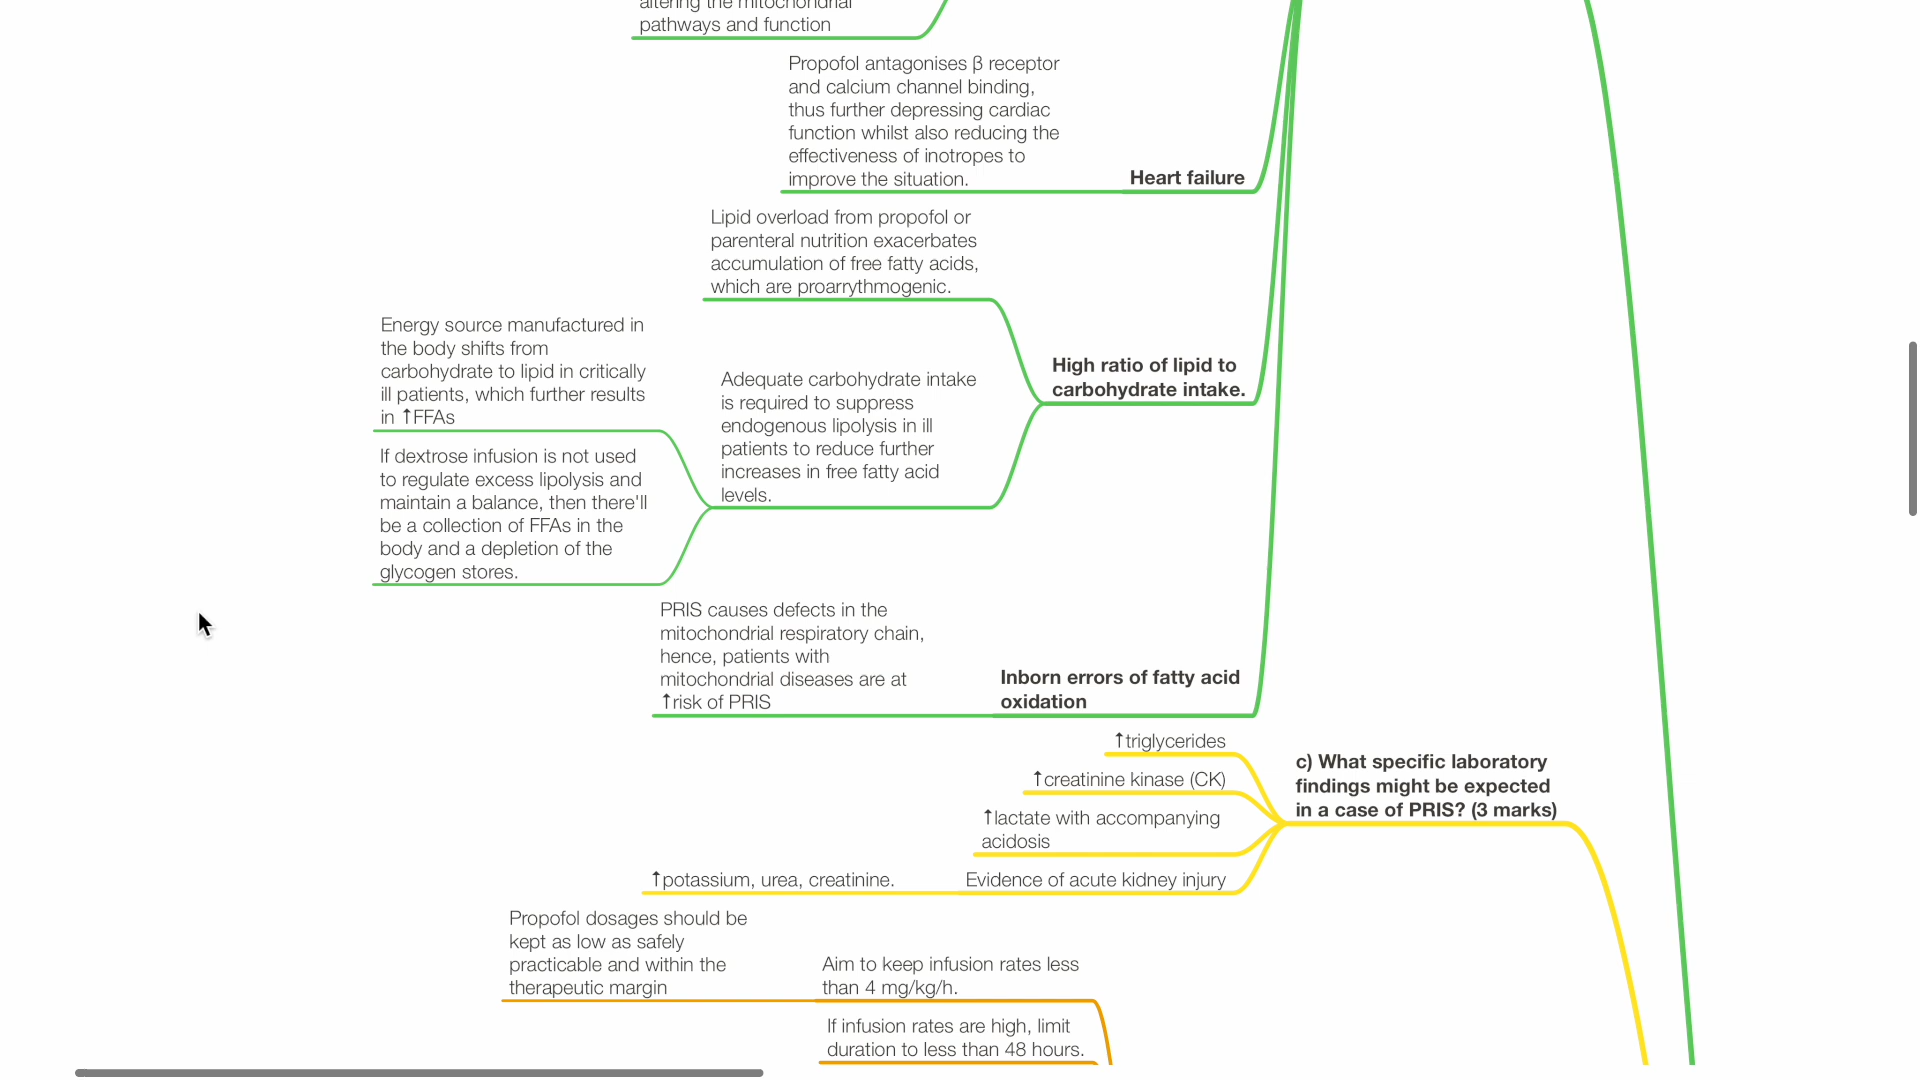 altering the mitochondrial
pathways and function
Propofol antagonises β receptor
and calcium channel binding,
thus further depressing cardiac
function whilst also reducing the
effectiveness of inotropes to
improve the situation.
Heart failure
Lipid overload from propofol or
parenteral nutrition exacerbates
accumulation of free fatty acids,
which are proarrythmogenic.
High ratio of lipid to
carbohydrate intake.
Adequate carbohydrate intake
is required to suppress
endogenous lipolysis in ill
patients to reduce further
increases in free fatty acid
levels.
Energy source manufactured in
the body shifts from
carbohydrate to lipid in critically
ill patients, which further results
in ↑FFAs
If dextrose infusion is not used
to regulate excess lipolysis and
maintain a balance, then there'll
be a collection of FFAs in the
body and a depletion of the
glycogen stores.
PRIS causes defects in the
mitochondrial respiratory chain,
hence, patients with
mitochondrial diseases are at
↑risk of PRIS
Inborn errors of fatty acid
oxidation
c) What specific laboratory
findings might be expected
in a case of PRIS? (3 marks)
↑triglycerides
↑creatinine kinase (CK)
↑lactate with accompanying
acidosis
Evidence of acute kidney injury
↑potassium, urea, creatinine.
Propofol dosages should be
kept as low as safely
practicable and within the
therapeutic margin
Aim to keep infusion rates less
than 4 mg/kg/h.
If infusion rates are high, limit
duration to less than 48 hours.